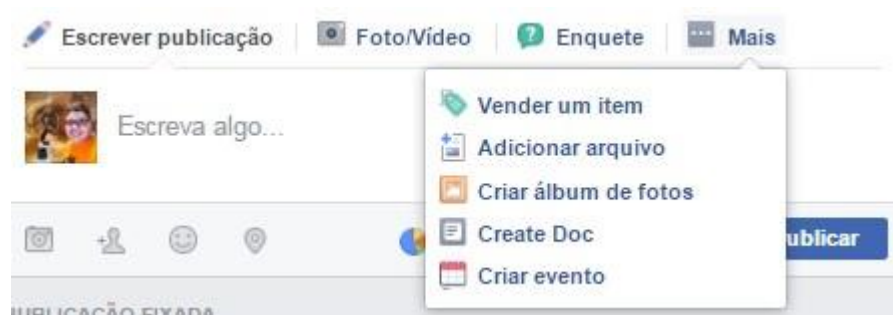 Escrever publicação Foto/Vídeo Enquete Mais
Escreva algo...
Vender um item
Adicionar arquivo
Criar álbum de fotos
Create Doc
Criar evento
ublicar
PUBLICAÇÃO FIXADA